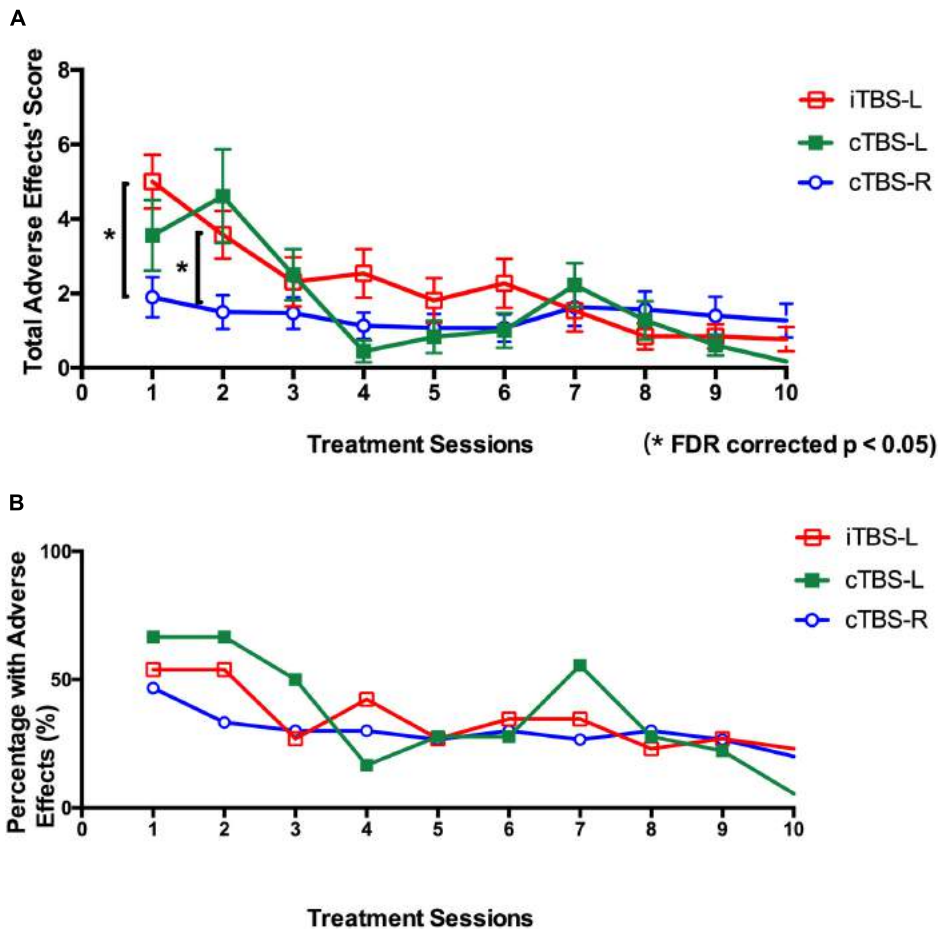 A
Total Adverse Effects' Score
8
6
4
2
0
0 1 2 3 4 5 6 7 8 9 10
*
*
iTBS-L
cTBS-L
cTBS-R
Treatment Sessions
(* FDR corrected p < 0.05)
B
Percentage with Adverse
Effects (%)
100
50
0
0 1 2 3 4 5 6 7 8 9 10
iTBS-L
cTBS-L
cTBS-R
Treatment Sessions